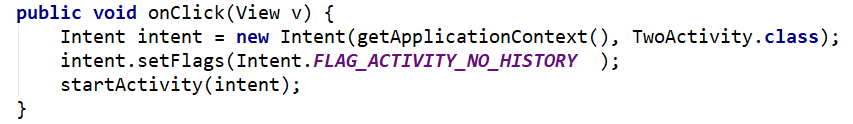 public void onClick(View v) {
    Intent intent = new Intent(getApplicationContext(), TwoActivity.class);
    intent.setFlags(Intent.FLAG_ACTIVITY_NO_HISTORY  );
    startActivity(intent);
}